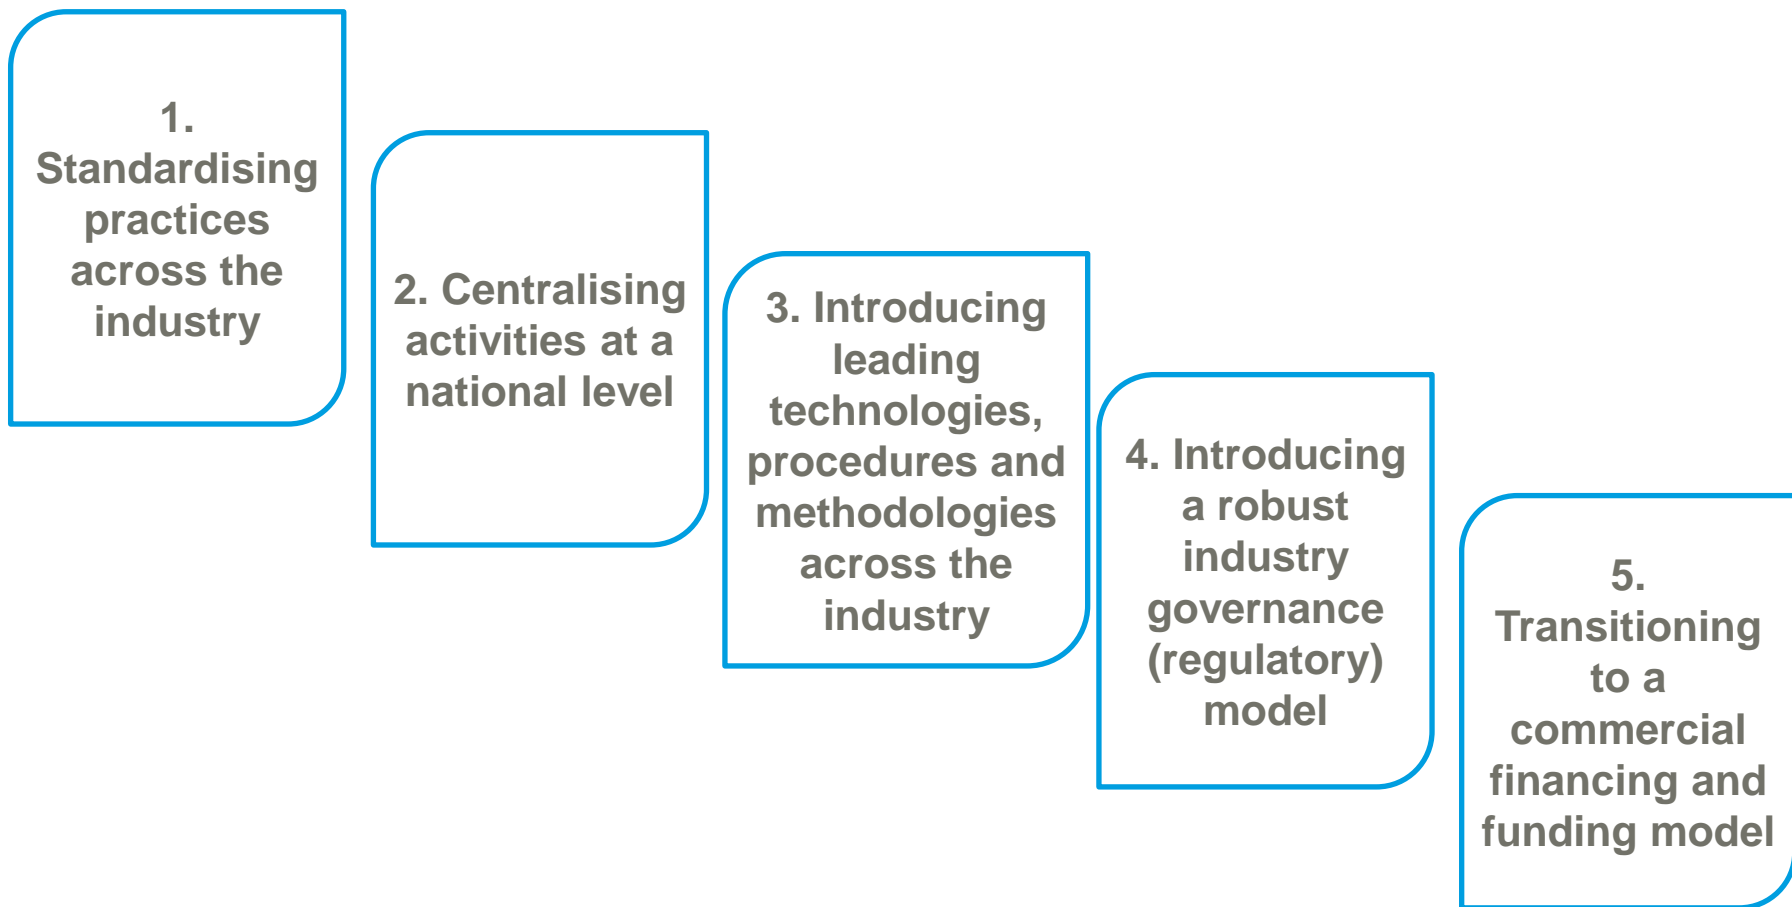 1.
Standardising
practices
across the
industry
2. Centralising
activities at a
national level
3. Introducing
leading
technologies,
procedures and
methodologies
across the
industry
4. Introducing
a robust
industry
governance
(regulatory)
model
5.
Transitioning
to a
commercial
financing and
funding model